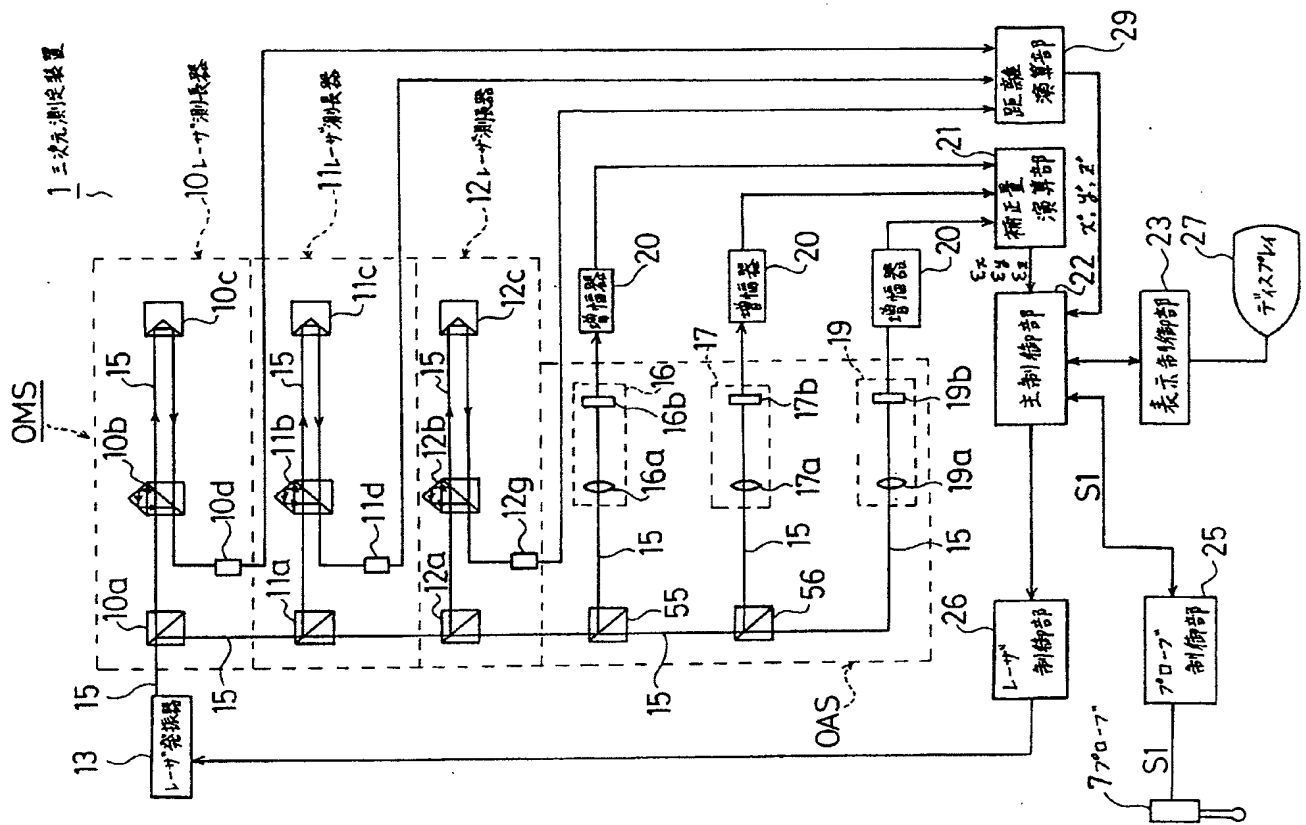 1 三次元測定装置
OMS
10 レーザ測長器
11 レーザ測長器
12 レーザ測長器
10b
15
10c
10a
10d
11b
15
11c
11a
11d
12b
15
12c
12a
12g
15
15
13
レーザ発振器
55
15
16a
16b
16
増幅器
20
56
15
17a
17b
17
増幅器
20
15
15
19a
19b
19
増幅器
20
OAS
補正量
演算部
21
距離
演算部
29
εx
εy
εz
x', y', z'
22
主制御部
表示制御部
23
ディスプレイ
27
26
レーザ
制御部
S1
プローブ
制御部
25
S1
7 プローブ